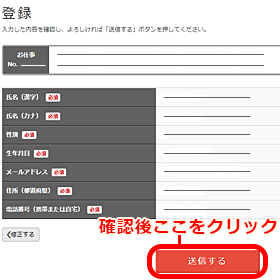 登録
入力した内容を確認し、よろしければ「送信する」ボタンを押してください。
お仕事
No.
氏名（漢字） 必須
氏名（カナ） 必須
性別 必須
生年月日 必須
メールアドレス 必須
住所（都道府県） 必須
電話番号（携帯または自宅） 必須
確認後ここをクリック
修正する
送信する